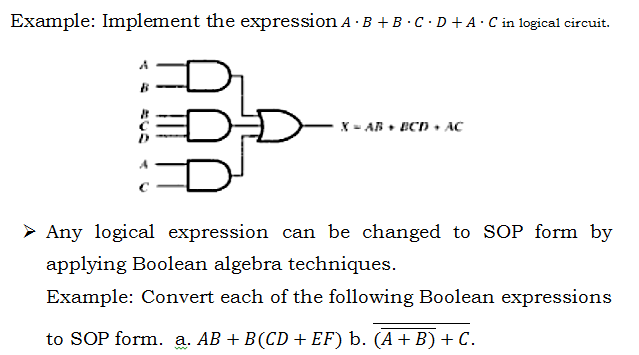 Example: Implement the expression A · B + B · C · D + A · C in logical circuit.
A
B
B
C
D
X = AB + BCD + AC
A
C
➤ Any logical expression can be changed to SOP form by
applying Boolean algebra techniques.
Example: Convert each of the following Boolean expressions
to SOP form. a. AB + B(CD + EF) b. \overline{\overline{(A + B)} + C}.